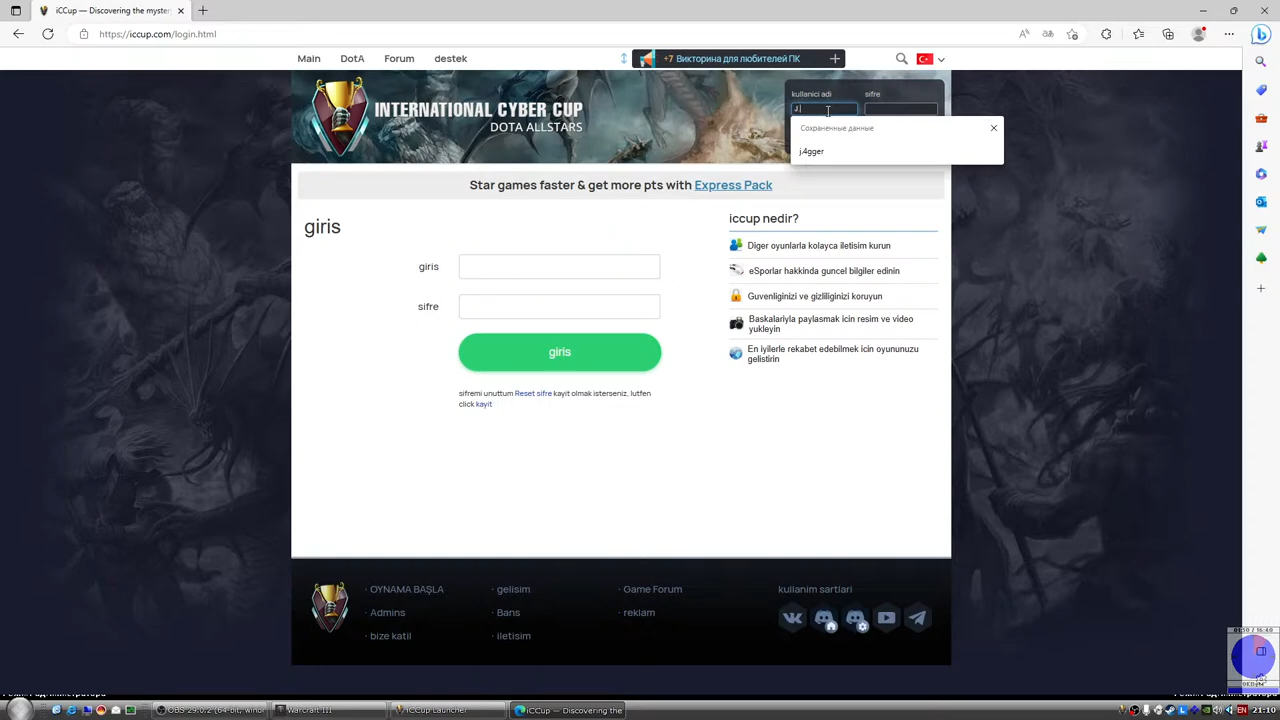 iCCup — Discovering the myster
https://iccup.com/login.html
Main
DotA
Forum
destek
+7 Викторина для любителей ПК
INTERNATIONAL CYBER CUP
DOTA ALLSTARS
kullanici adi
sifre
J.
Сохраненные данные
j.4gger
Star games faster & get more pts with Express Pack
giris
giris
sifre
giris
sifremi unuttum Reset sifre kayit olmak isterseniz, lutfen
click kayit
iccup nedir?
Diger oyunlarla kolayca iletisim kurun
eSporlar hakkinda guncel bilgiler edinin
Guvenliginizi ve gizliliginizi koruyun
Baskalariyla paylasmak icin resim ve video
yukleyin
En iyilerle rekabet edebilmek icin oyununuzu
gelistirin
· OYNAMA BAŞLA
· Admins
· bize katil
· gelisim
· Bans
· iletisim
· Game Forum
· reklam
kullanim sartlari
01:50 / 16:40
OBS 29.0.2 (64-bit, windo
Warcraft III
iCCup Launcher
iCCup — Discovering the
EN
21:10